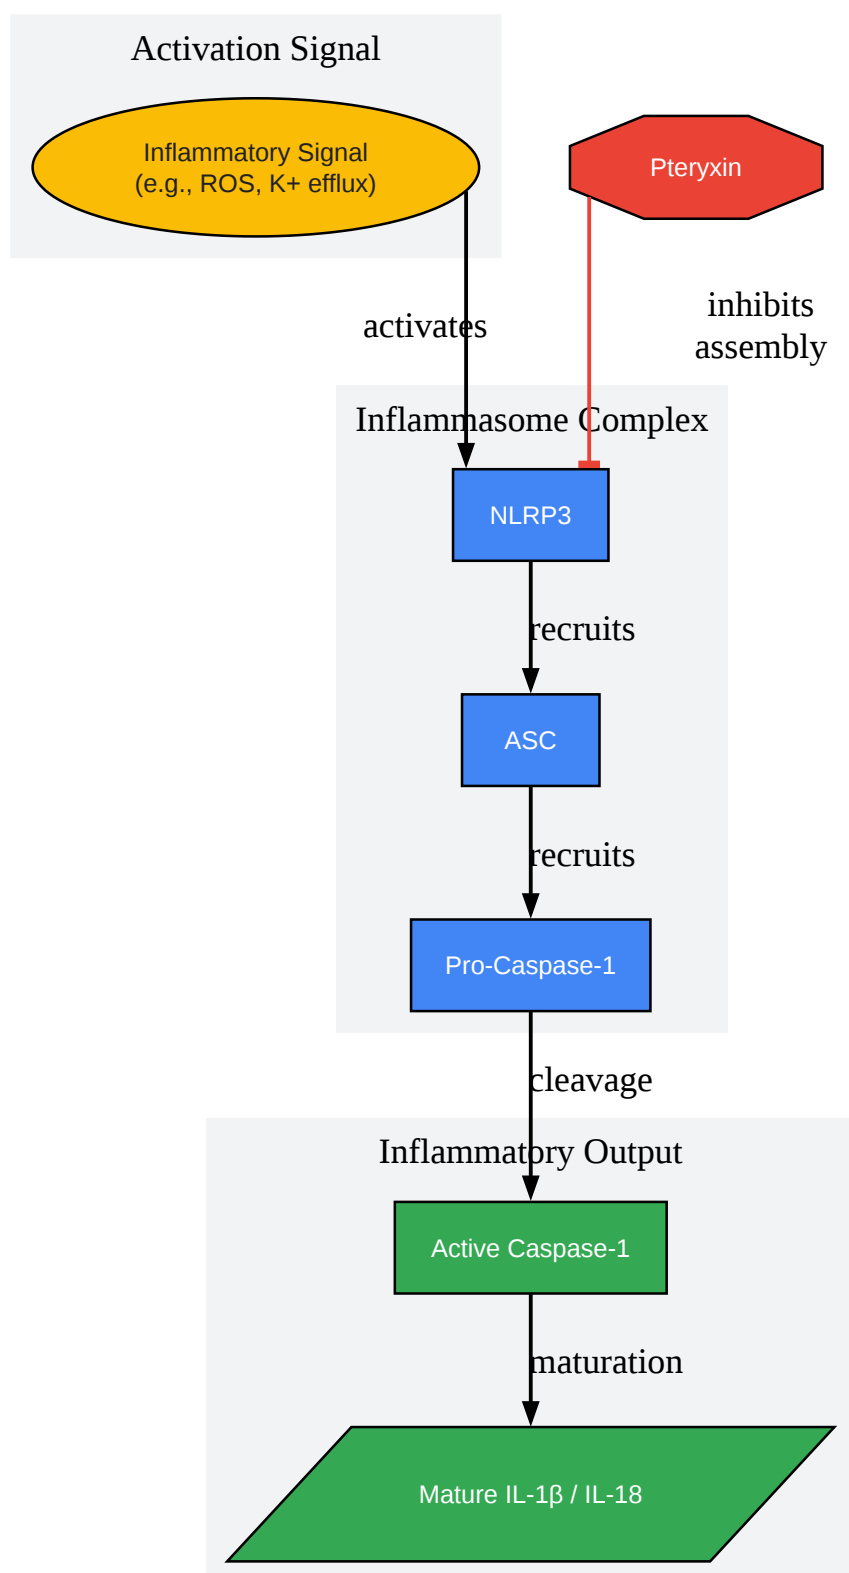 Activation Signal
Inflammatory Signal
(e.g., ROS, K+ efflux)
Pteryxin
activates
inhibits
assembly
Inflammasome Complex
NLRP3
recruits
ASC
recruits
Pro-Caspase-1
cleavage
Inflammatory Output
Active Caspase-1
maturation
Mature IL-1β / IL-18